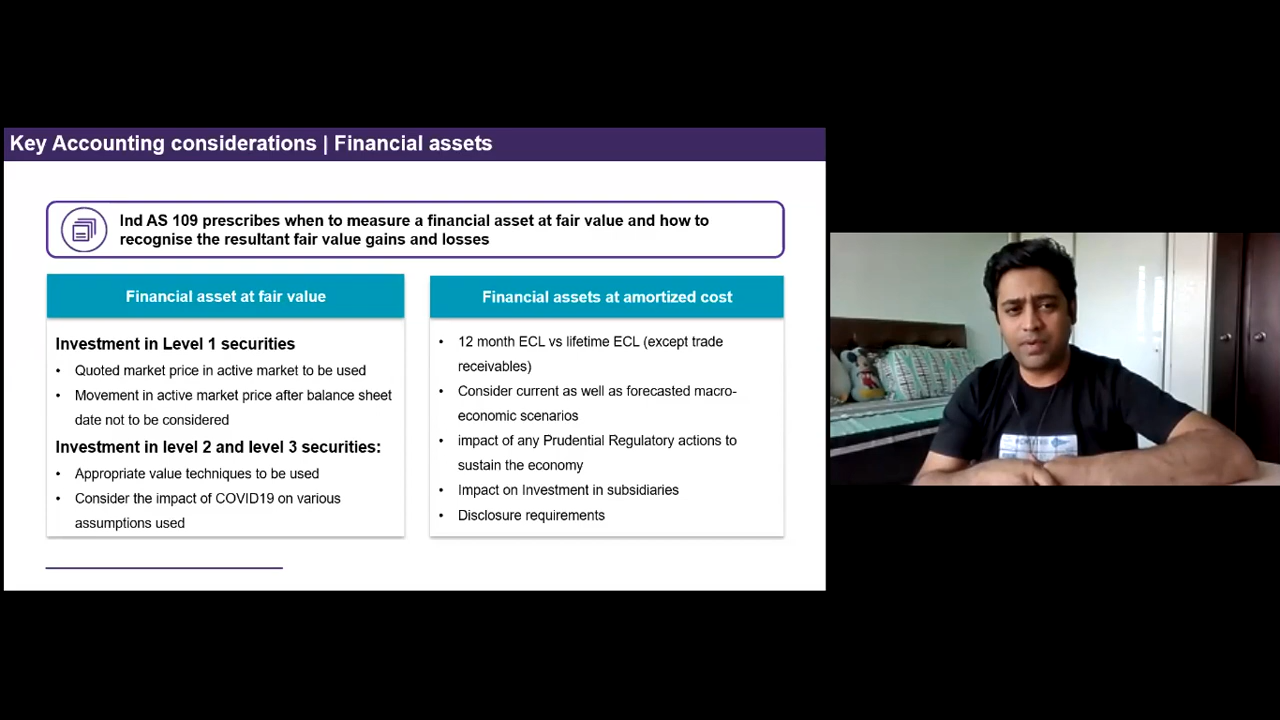 Key Accounting considerations | Financial assets
Ind AS 109 prescribes when to measure a financial asset at fair value and how to
recognise the resultant fair value gains and losses
Financial asset at fair value
Investment in Level 1 securities
• Quoted market price in active market to be used
• Movement in active market price after balance sheet
date not to be considered
Investment in level 2 and level 3 securities:
• Appropriate value techniques to be used
• Consider the impact of COVID19 on various
assumptions used
Financial assets at amortized cost
• 12 month ECL vs lifetime ECL (except trade
receivables)
• Consider current as well as forecasted macro-
economic scenarios
• impact of any Prudential Regulatory actions to
sustain the economy
• Impact on Investment in subsidiaries
• Disclosure requirements